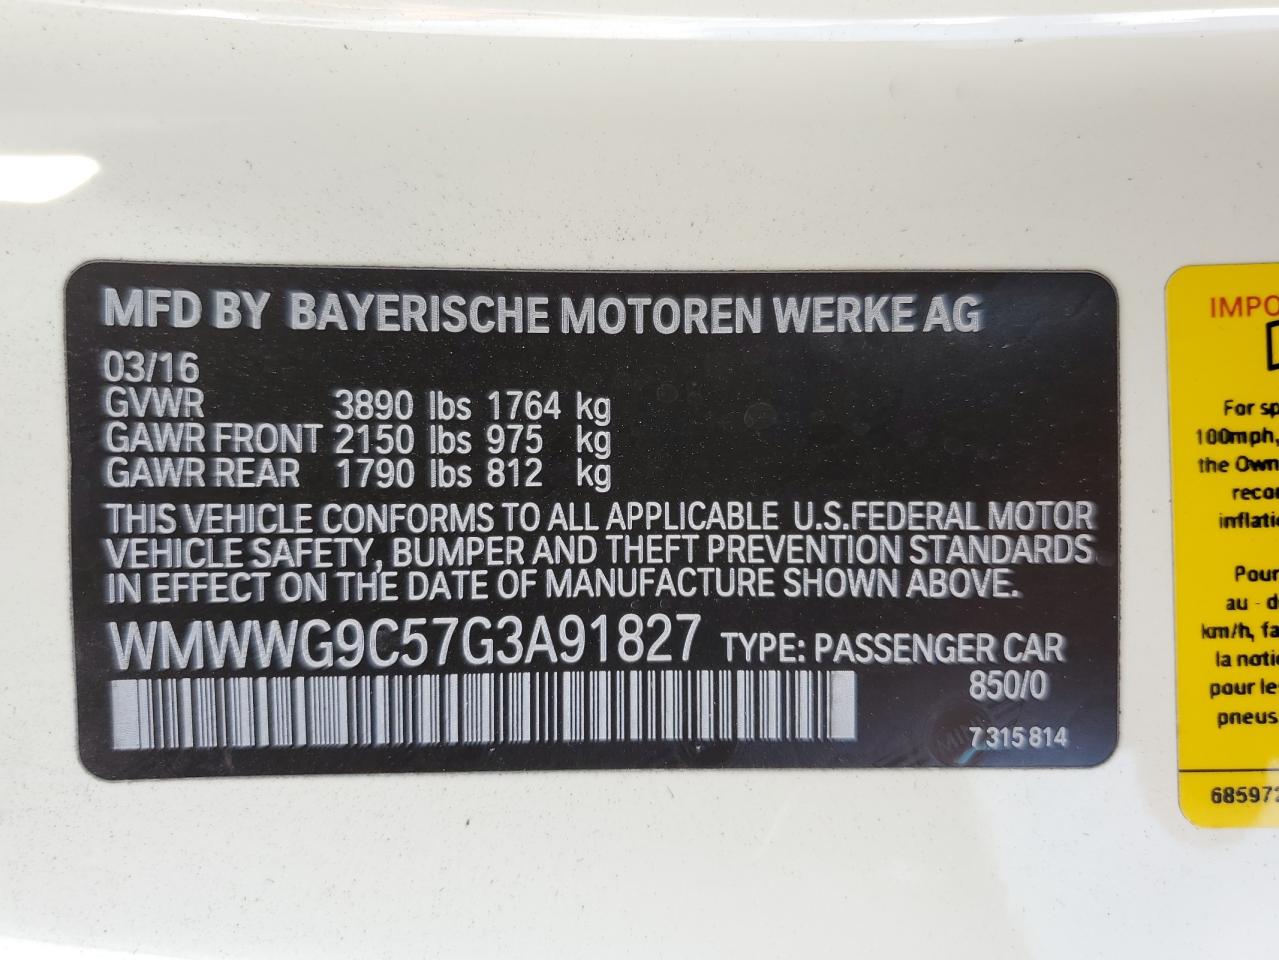 MFD BY BAYERISCHE MOTOREN WERKE AG
03/16
GVWR 3890 lbs 1764 kg
GAWR FRONT 2150 lbs 975 kg
GAWR REAR 1790 lbs 812 kg
THIS VEHICLE CONFORMS TO ALL APPLICABLE U.S.FEDERAL MOTOR
VEHICLE SAFETY, BUMPER AND THEFT PREVENTION STANDARDS
IN EFFECT ON THE DATE OF MANUFACTURE SHOWN ABOVE.
WMWWG9C57G3A91827 TYPE: PASSENGER CAR
850/0
7 315 814
IMPO
For sp
100mph,
the Own
recor
inflatio
Pour
au - d
km/h, fa
la notic
pour le
pneus.